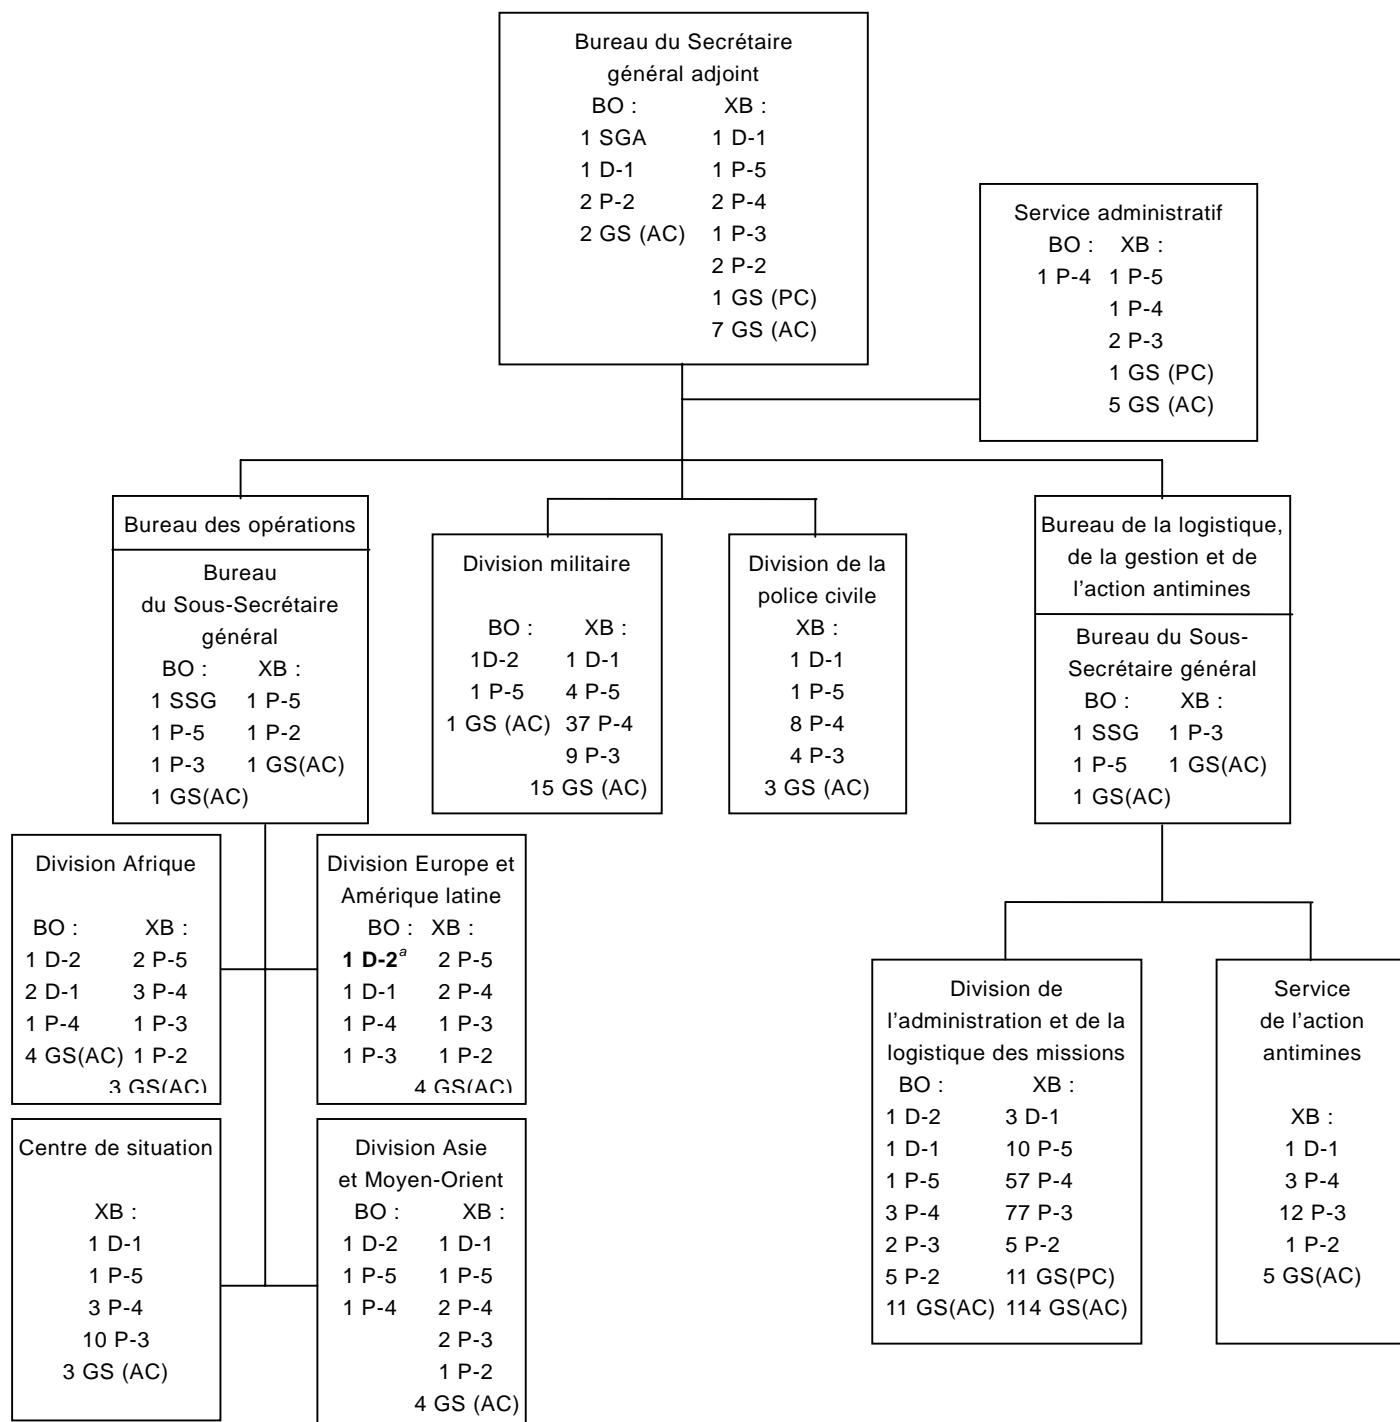 Bureau du Secrétaire
général adjoint
BO : XB :
1 SGA 1 D-1
1 D-1 1 P-5
2 P-2 2 P-4
2 GS (AC) 1 P-3
2 P-2
1 GS (PC)
7 GS (AC)
Service administratif
BO : XB :
1 P-4 1 P-5
1 P-4
2 P-3
1 GS (PC)
5 GS (AC)
Bureau des opérations
Bureau
du Sous-Secrétaire
général
BO : XB :
1 SSG 1 P-5
1 P-5 1 P-2
1 P-3 1 GS(AC)
1 GS(AC)
Division militaire
BO : XB :
1D-2 1 D-1
1 P-5 4 P-5
1 GS (AC) 37 P-4
9 P-3
15 GS (AC)
Division de la
police civile
XB :
1 D-1
1 P-5
8 P-4
4 P-3
3 GS (AC)
Bureau de la logistique,
de la gestion et de
l’action antimines
Bureau du Sous-
Secrétaire général
BO : XB :
1 SSG 1 P-3
1 P-5 1 GS(AC)
1 GS(AC)
Division Afrique
BO : XB :
1 D-2 2 P-5
2 D-1 3 P-4
1 P-4 1 P-3
4 GS(AC) 1 P-2
3 GS(AC)
Division Europe et
Amérique latine
BO : XB :
1 D-2a 2 P-5
1 D-1 2 P-4
1 P-4 1 P-3
1 P-3 1 P-2
4 GS(AC)
Centre de situation
XB :
1 D-1
1 P-5
3 P-4
10 P-3
3 GS (AC)
Division Asie
et Moyen-Orient
BO : XB :
1 D-2 1 D-1
1 P-5 1 P-5
1 P-4 2 P-4
2 P-3
1 P-2
4 GS (AC)
Division de
l’administration et de la
logistique des missions
BO : XB :
1 D-2 3 D-1
1 D-1 10 P-5
1 P-5 57 P-4
3 P-4 77 P-3
2 P-3 5 P-2
5 P-2 11 GS(PC)
11 GS(AC) 114 GS(AC)
Service
de l’action
antimines
XB :
1 D-1
3 P-4
12 P-3
1 P-2
5 GS(AC)